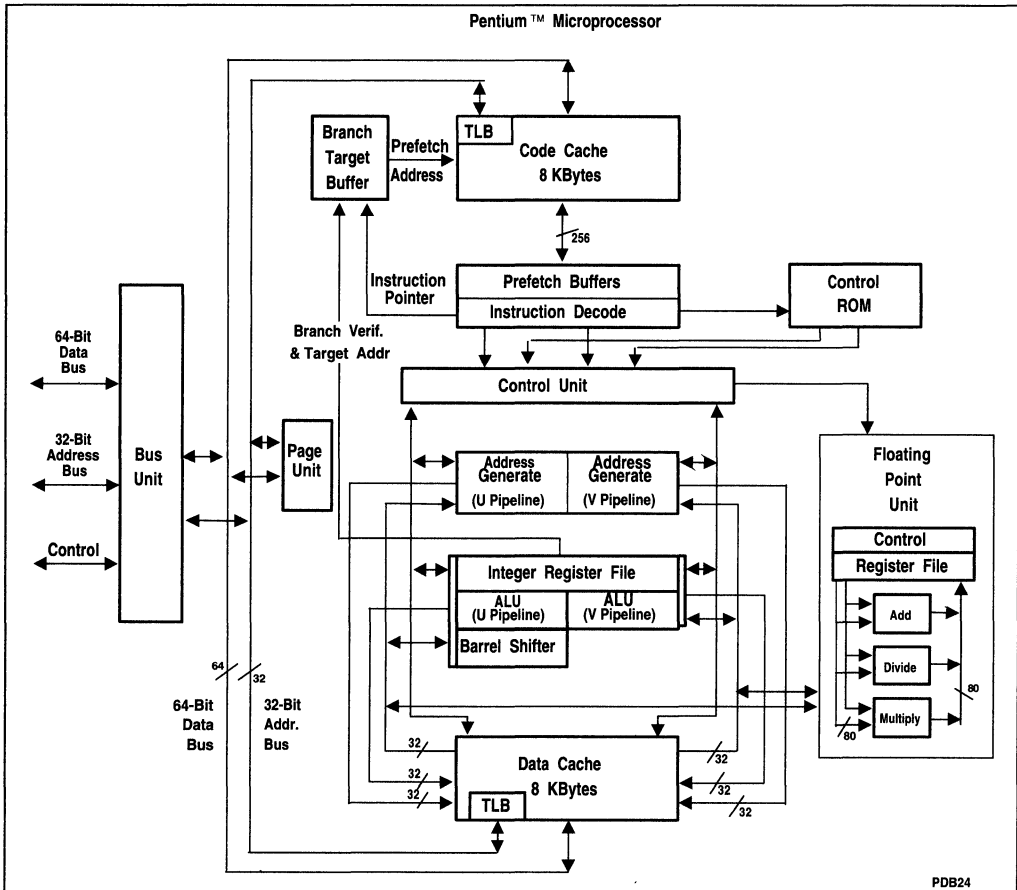 Pentium™ Microprocessor
Branch
Target
Buffer
Prefetch
Address
TLB
Code Cache
8 KBytes
256
Instruction
Pointer
Prefetch Buffers
Instruction Decode
Control
ROM
Branch Verif.
& Target Addr
Control Unit
64-Bit
Data
Bus
32-Bit
Address
Bus
Control
Bus
Unit
Page
Unit
Address
Generate
(U Pipeline)
Address
Generate
(V Pipeline)
Floating
Point
Unit
Control
Register File
Add
Divide
Multiply
80
80
Integer Register File
ALU
(U Pipeline)
ALU
(V Pipeline)
Barrel Shifter
64
32
64-Bit
Data
Bus
32-Bit
Addr.
Bus
32
32
32
Data Cache
8 KBytes
TLB
32
32
32
PDB24